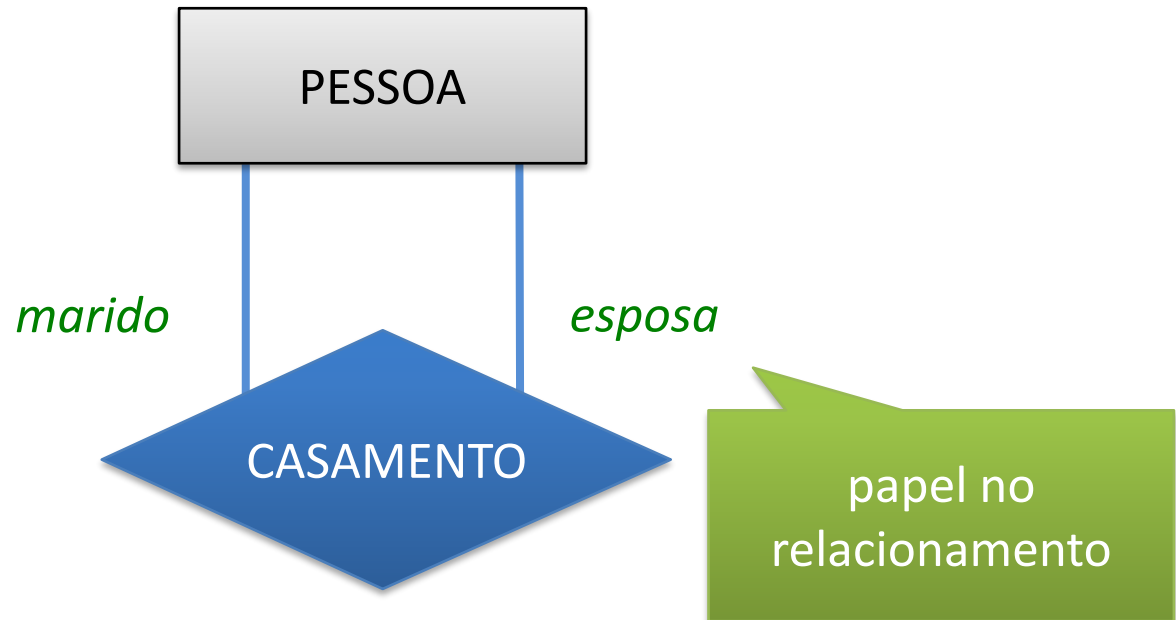 PESSOA
marido
esposa
CASAMENTO
papel no
relacionamento